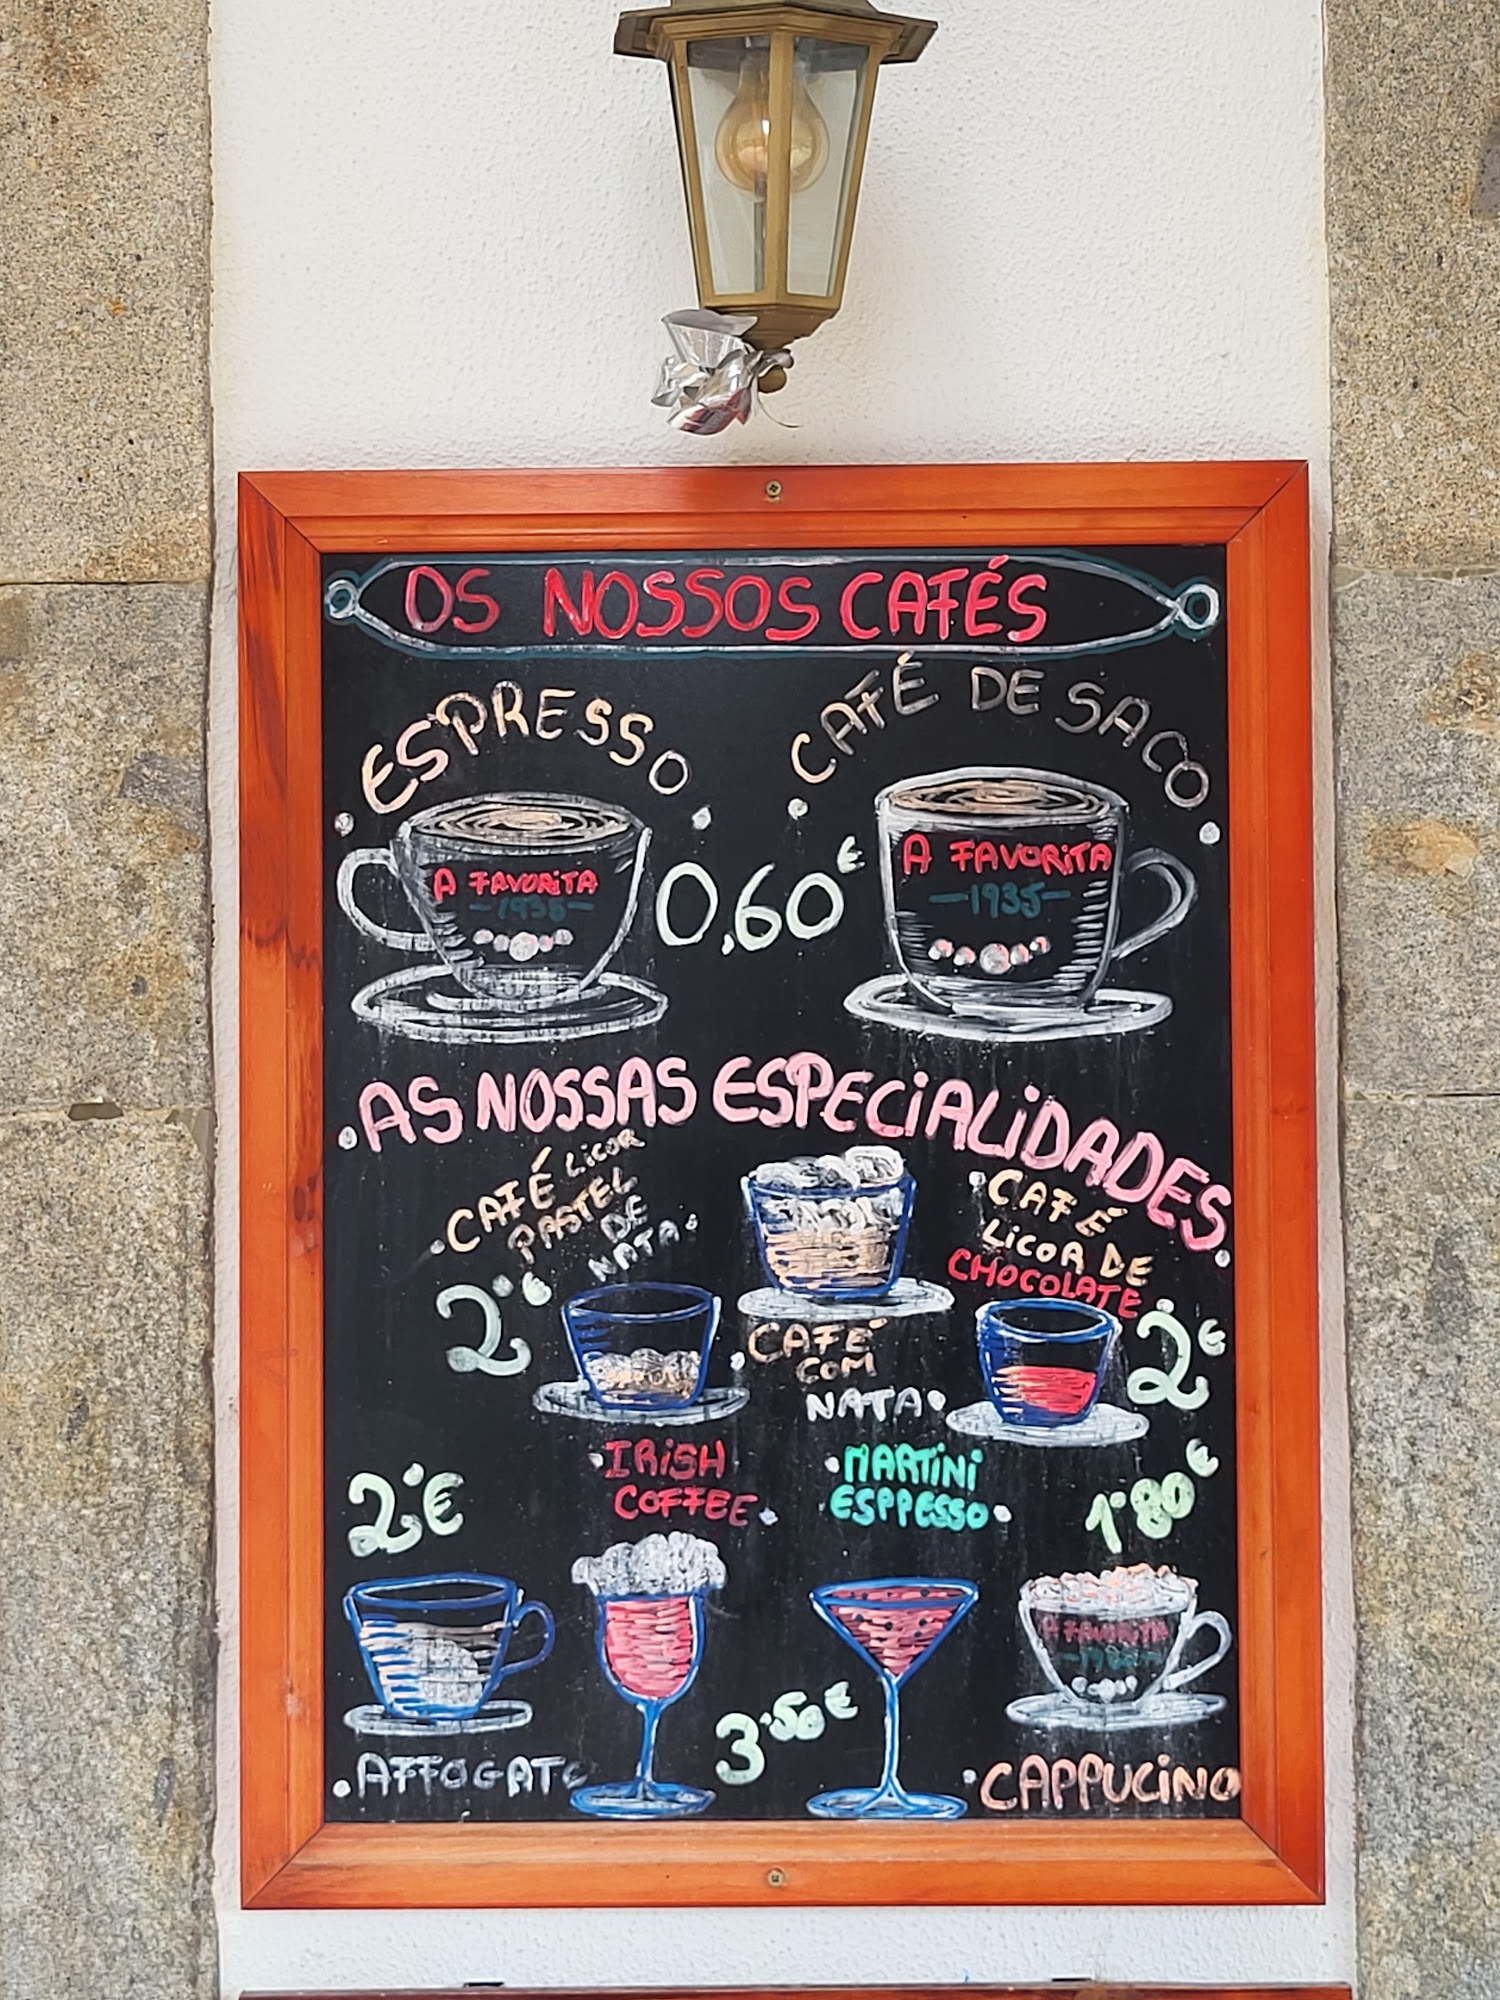 OS NOSSOS CAFÉS
ESPRESSO
CAFÉ DE SACO
A FAVORITA
-1935-
0,60€
A FAVORITA
-1935-
AS NOSSAS ESPECIALIDADES
CAFÉ LICOR
PASTEL
DE
NATA
2€
CAFÉ
COM
NATA
CAFÉ
LICOR DE
CHOCOLATE
2€
2€
IRISH
COFFEE
MARTINI
ESPPESSO
1.80€
A FAVORITA
3.50€
AFFOGATO
CAPPUCINO